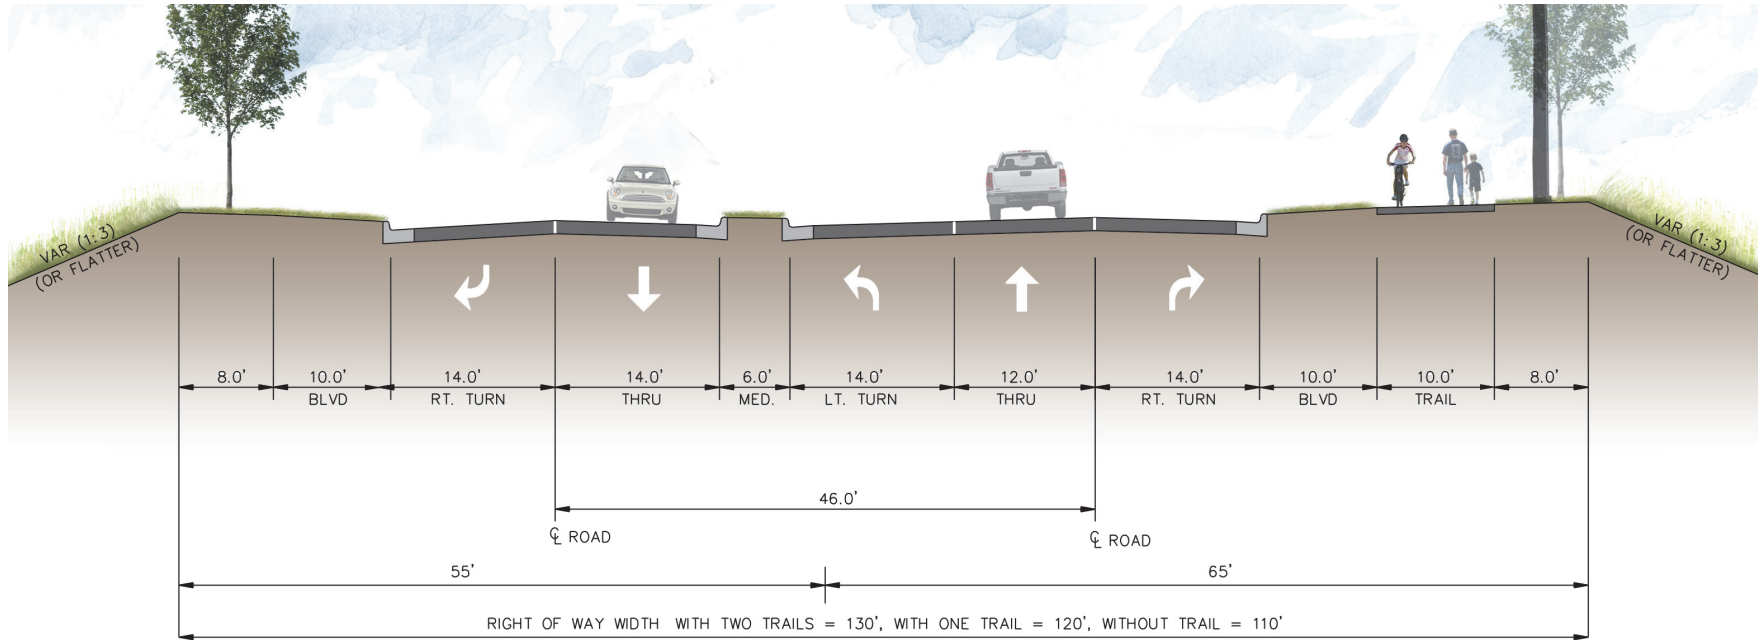 VAR (1:3)
(OR FLATTER)
VAR (1:3)
(OR FLATTER)
8.0' 10.0' 14.0' 14.0' 6.0' 14.0' 12.0' 14.0' 10.0' 10.0' 8.0'
BLVD RT. TURN THRU MED. LT. TURN THRU RT. TURN BLVD TRAIL
46.0'
℄ ROAD ℄ ROAD
55' 65'
RIGHT OF WAY WIDTH WITH TWO TRAILS = 130', WITH ONE TRAIL = 120', WITHOUT TRAIL = 110'